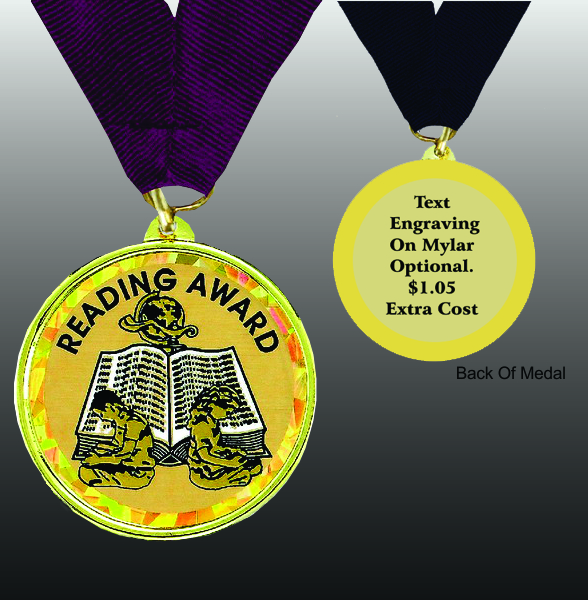 READING AWARD
Text
Engraving
On Mylar
Optional.
$1.05
Extra Cost
Back Of Medal